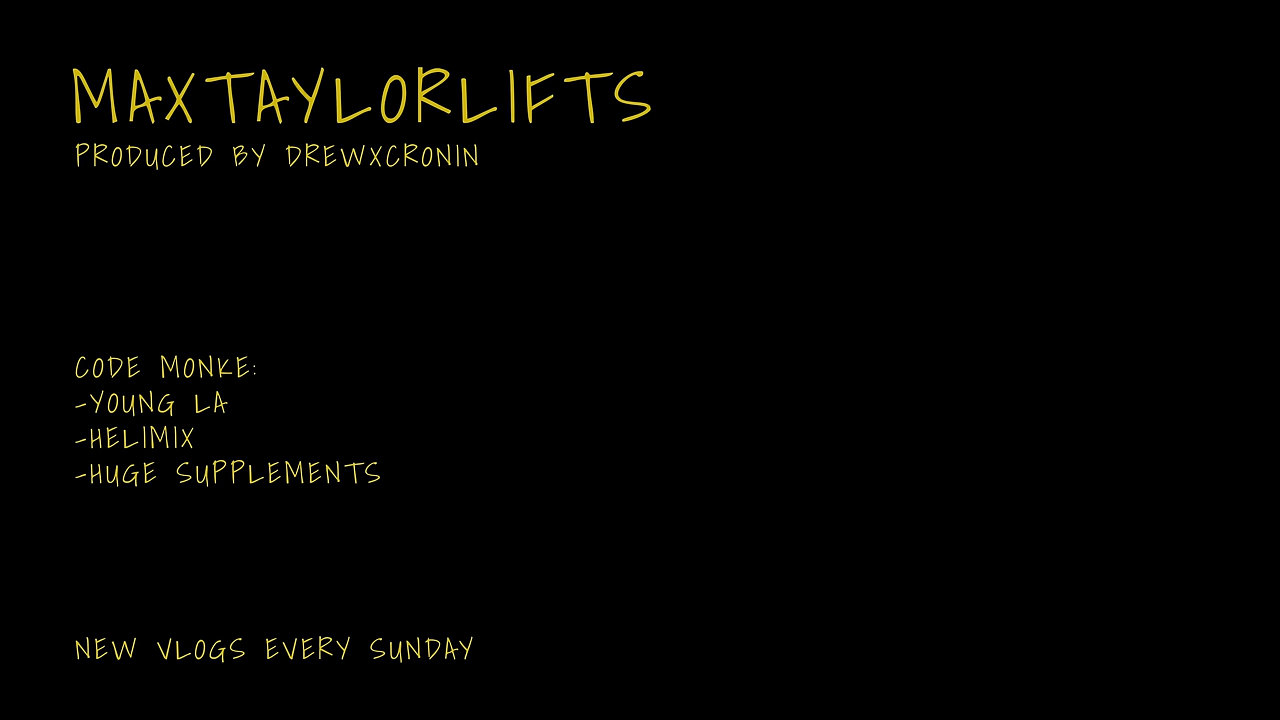 MAXTAYLORLIFTS
PRODUCED BY DREWXCRONIN
CODE MONKE:
-YOUNG LA
-HELIMIX
-HUGE SUPPLEMENTS
NEW VLOGS EVERY SUNDAY